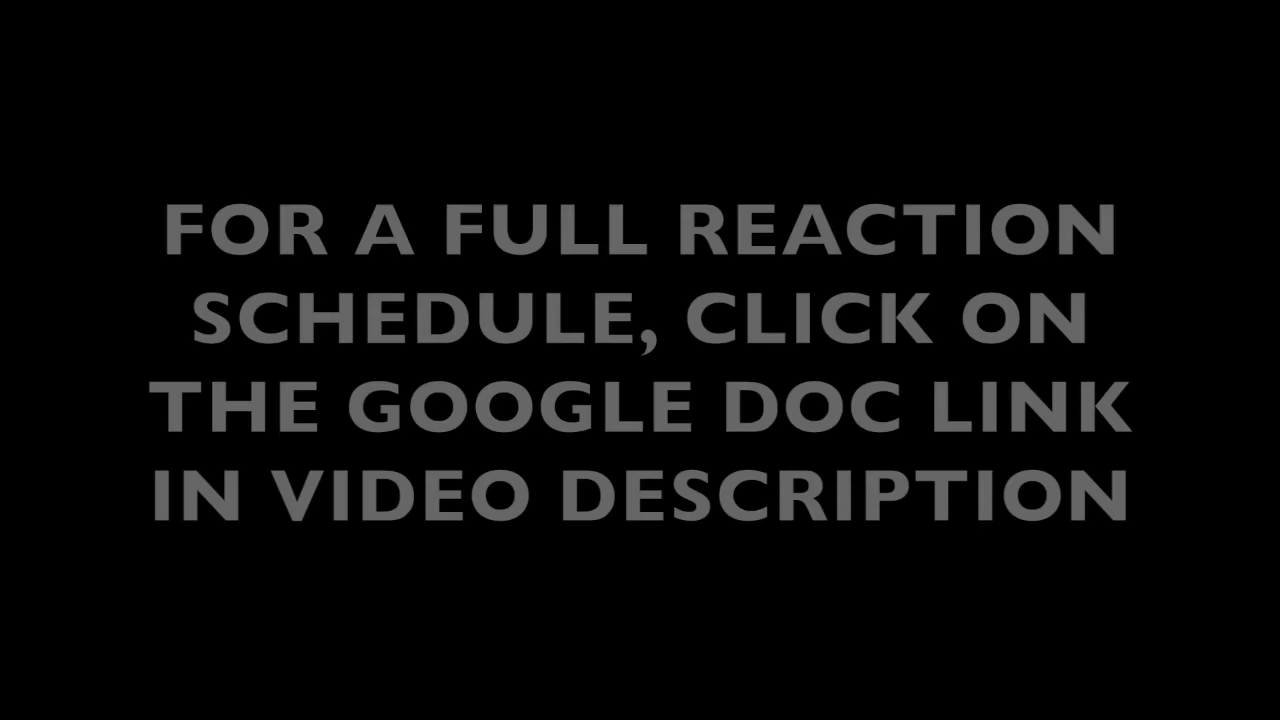 FOR A FULL REACTION
SCHEDULE, CLICK ON
THE GOOGLE DOC LINK
IN VIDEO DESCRIPTION